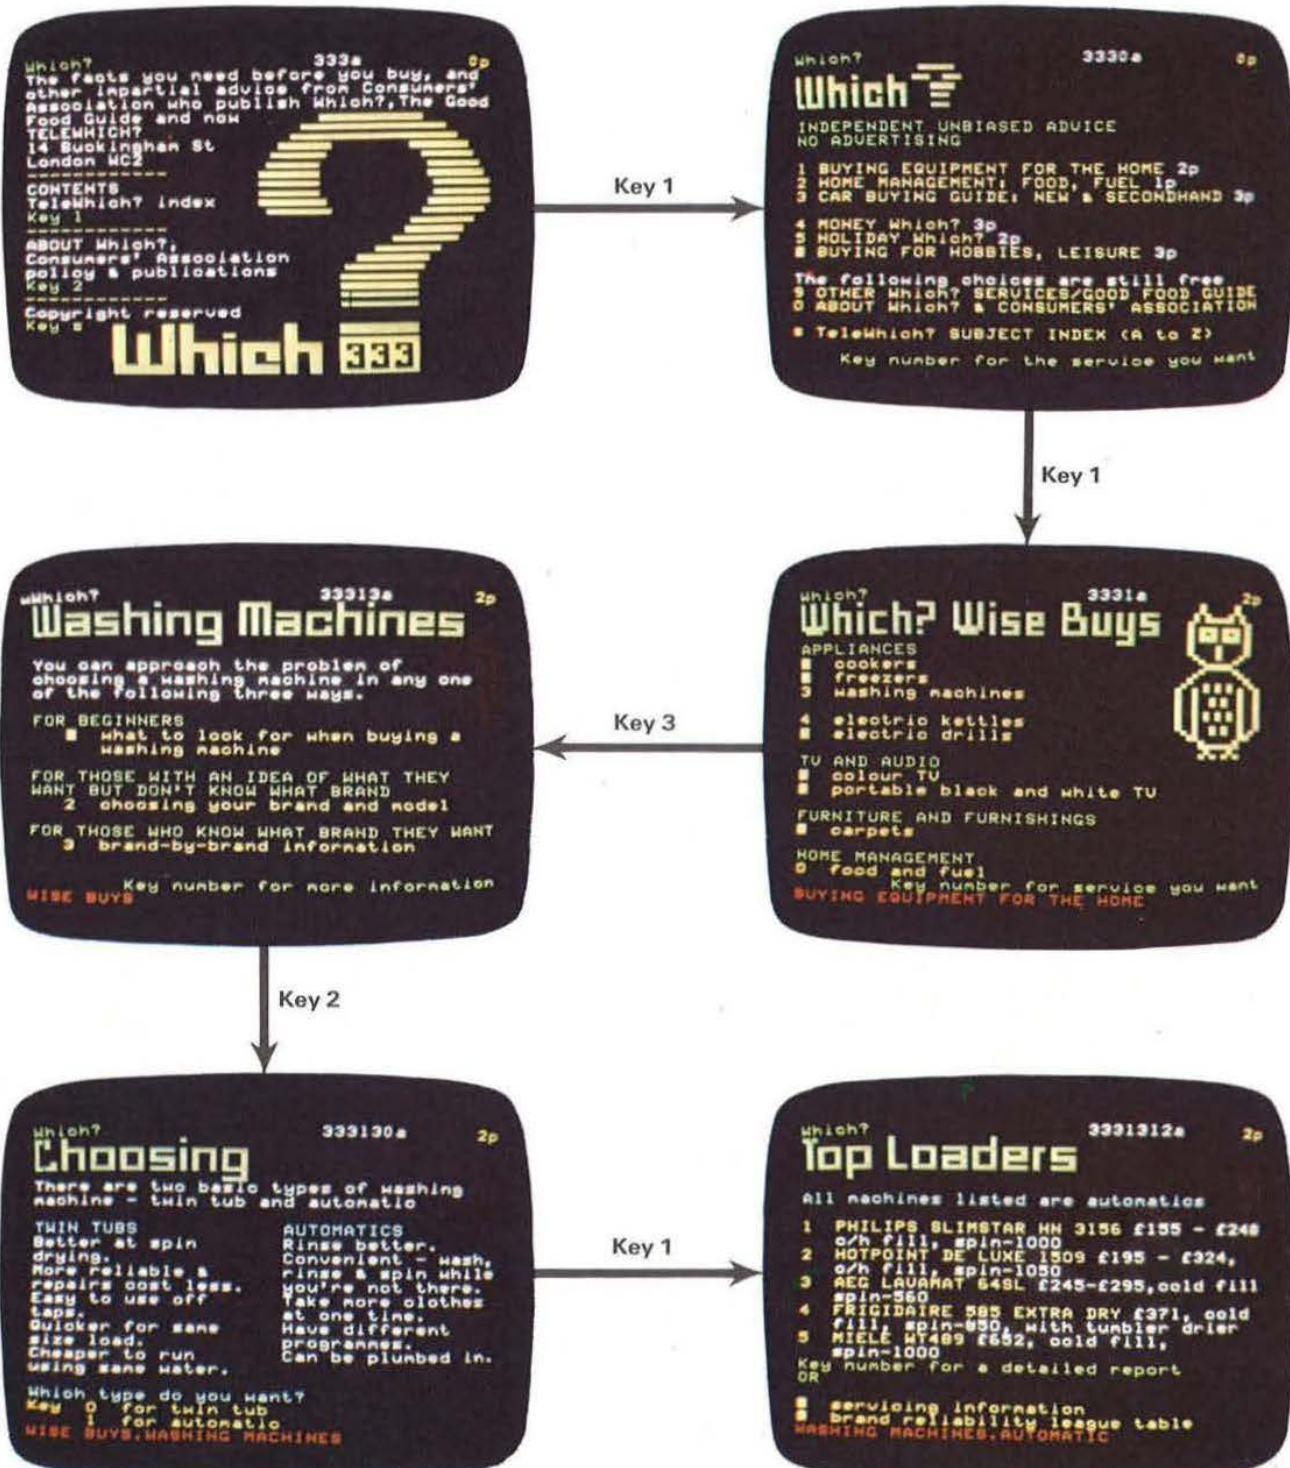 Which? 333a 0p
The facts you need before you buy, and
other impartial advice from Consumers'
Association who publish Which?, The Good
Food Guide and now
TELEWHICH?
14 Buckingham St
London WC2
------------
CONTENTS
TeleWhich? index
Key 1
------------
ABOUT Which?,
Consumers' Association
policy & publications
Key 2
------------
Copyright reserved
Key
?
Which 333
Key 1
Which? 3330a 0p
Which?
INDEPENDENT UNBIASED ADVICE
NO ADVERTISING
1 BUYING EQUIPMENT FOR THE HOME 2p
2 HOME MANAGEMENT: FOOD, FUEL 1p
3 CAR BUYING GUIDE: NEW & SECONDHAND 3p
4 MONEY Which? 3p
5 HOLIDAY Which? 2p
BUYING FOR HOBBIES, LEISURE 3p
The following choices are still free
9 OTHER Which? SERVICES/GOOD FOOD GUIDE
0 ABOUT Which? & CONSUMERS' ASSOCIATION
TeleWhich? SUBJECT INDEX (A to Z)
Key number for the service you want
Key 1
Which? 3331a 2p
Which? Wise Buys
APPLIANCES
cookers
freezers
3 washing machines
4 electric kettles
electric drills
TV AND AUDIO
colour TV
portable black and white TV
FURNITURE AND FURNISHINGS
carpets
HOME MANAGEMENT
0 food and fuel
Key number for service you want
BUYING EQUIPMENT FOR THE HOME
Key 3
wWhich? 33313a 2p
Washing Machines
You can approach the problem of
choosing a washing machine in any one
of the following three ways.
FOR BEGINNERS
what to look for when buying a
washing machine
FOR THOSE WITH AN IDEA OF WHAT THEY
WANT BUT DON'T KNOW WHAT BRAND
2 choosing your brand and model
FOR THOSE WHO KNOW WHAT BRAND THEY WANT
3 brand-by-brand information
Key number for more information
WISE BUYS
Key 2
Which? 333130a 2p
Choosing
There are two basic types of washing
machine - twin tub and automatic
TWIN TUBS
Better at spin
drying.
More reliable &
repairs cost less.
Easy to use off
taps.
Quicker for same
size load.
Cheaper to run
using same water.
AUTOMATICS
Rinse better.
Convenient - wash,
rinse & spin while
you're not there.
Take more clothes
at one time.
Have different
programmes.
Can be plumbed in.
Which type do you want?
Key 0 for twin tub
1 for automatic
WISE BUYS.WASHING MACHINES
Key 1
Which? 3331312a 2p
Top Loaders
All machines listed are automatics
1 PHILIPS SLIMSTAR HN 3156 £155 - £248
o/h fill, spin-1000
2 HOTPOINT DE LUXE 1509 £195 - £324,
o/h fill, spin-1050
3 AEG LAVAMAT 64SL £245-£295,cold fill
spin-560
4 FRIGIDAIRE 585 EXTRA DRY £371, cold
fill, spin-850, with tumbler drier
5 MIELE WT489 cold fill,
spin-1000
Key number for a detailed report
OR
servicing information
brand reliability league table
WASHING MACHINES.AUTOMATIC